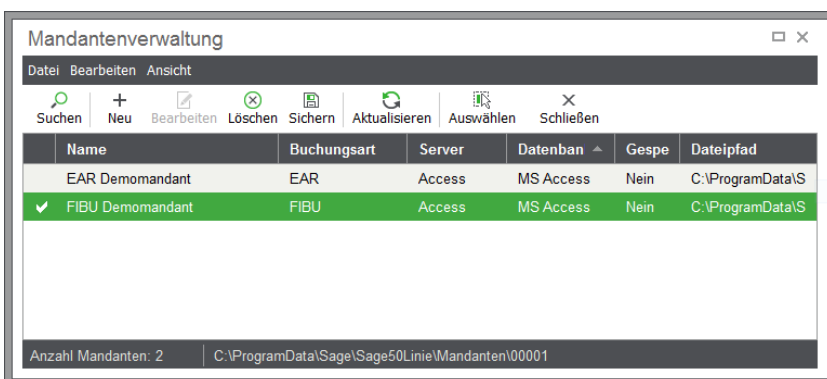 Mandantenverwaltung
Datei Bearbeiten Ansicht
Suchen Neu Bearbeiten Löschen Sichern Aktualisieren Auswählen Schließen
Name Buchungsart Server Datenban Gespe Dateipfad
EAR Demomandant EAR Access MS Access Nein C:\ProgramData\S
FIBU Demomandant FIBU Access MS Access Nein C:\ProgramData\S
Anzahl Mandanten: 2 C:\ProgramData\Sage\Sage50Linie\Mandanten\00001